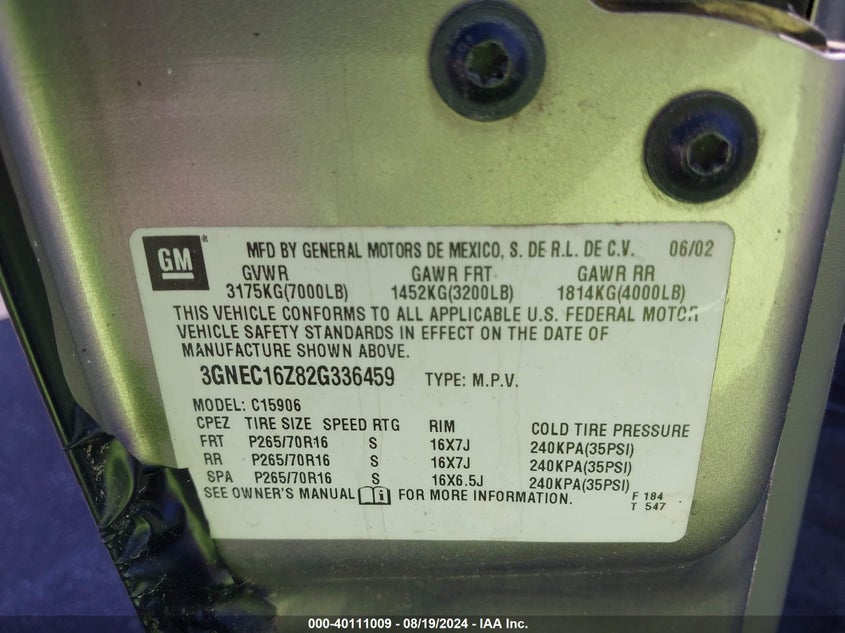 GM ® MFD BY GENERAL MOTORS DE MEXICO, S. DE R.L. DE C.V. 06/02
GVWR GAWR FRT GAWR RR
3175KG(7000LB) 1452KG(3200LB) 1814KG(4000LB)
THIS VEHICLE CONFORMS TO ALL APPLICABLE U.S. FEDERAL MOTOR
VEHICLE SAFETY STANDARDS IN EFFECT ON THE DATE OF
MANUFACTURE SHOWN ABOVE.
3GNEC16Z82G336459 TYPE: M.P.V.
MODEL: C15906
CPEZ TIRE SIZE SPEED RTG RIM COLD TIRE PRESSURE
FRT P265/70R16 S 16X7J 240KPA(35PSI)
RR P265/70R16 S 16X7J 240KPA(35PSI)
SPA P265/70R16 S 16X6.5J 240KPA(35PSI)
SEE OWNER'S MANUAL FOR MORE INFORMATION. F 184
T 547
000-40111009 - 08/19/2024 - IAA Inc.